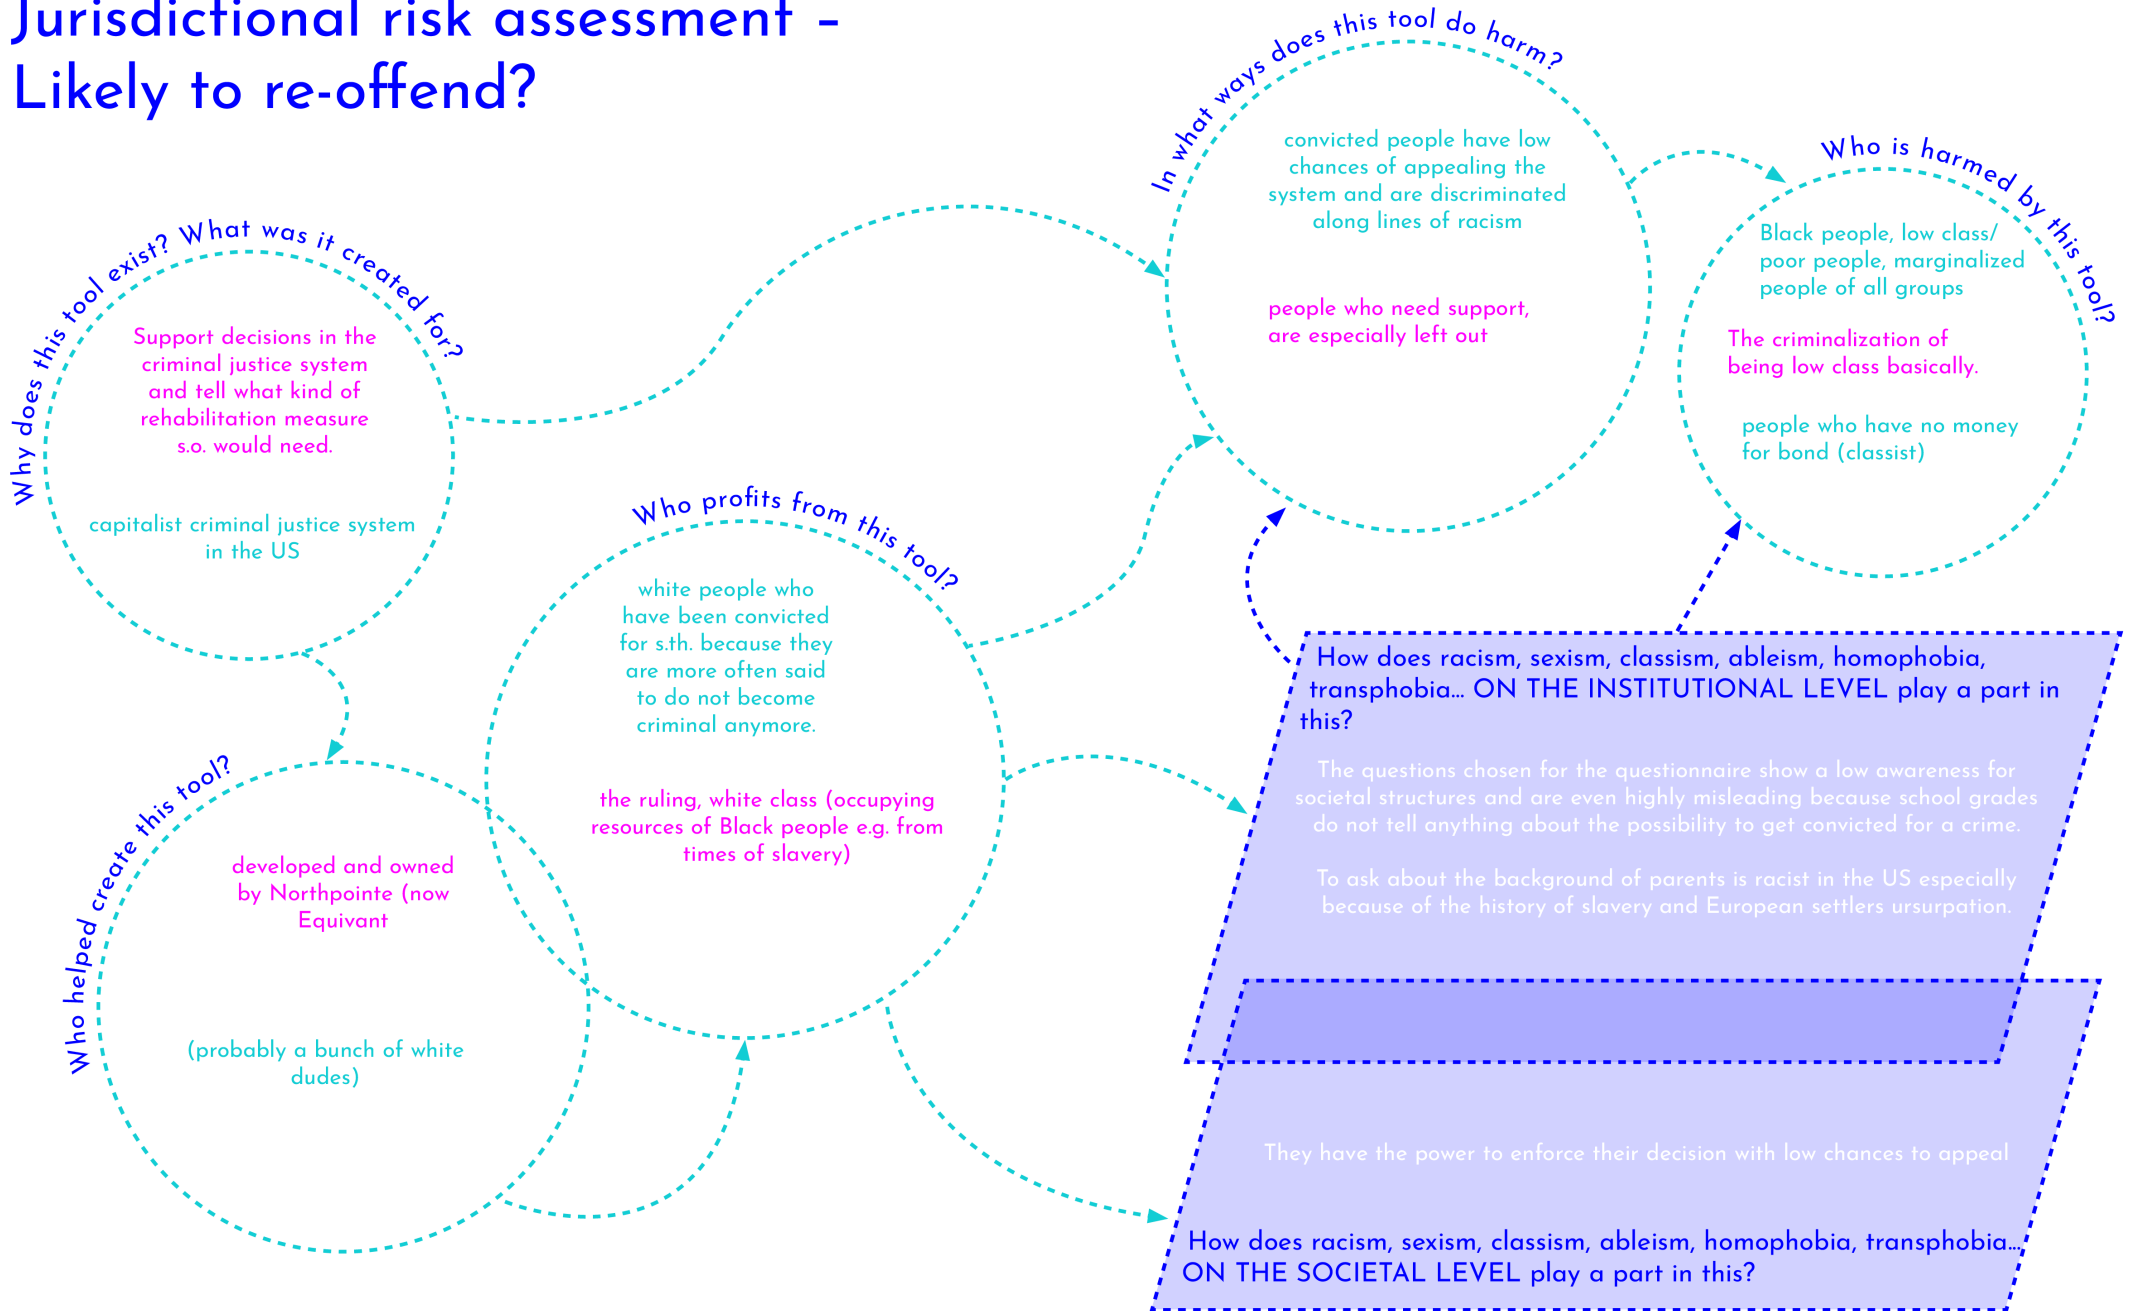 Jurisdictional risk assessment –
Likely to re-offend?
Why does this tool exist? What was it created for?
Support decisions in the
criminal justice system
and tell what kind of
rehabilitation measure
s.o. would need.
capitalist criminal justice system
in the US
Who helped create this tool?
developed and owned
by Northpointe (now
Equivant
(probably a bunch of white
dudes)
Who profits from this tool?
white people who
have been convicted
for s.th. because they
are more often said
to do not become
criminal anymore.
the ruling, white class (occupying
resources of Black people e.g. from
times of slavery)
In what ways does this tool do harm?
convicted people have low
chances of appealing the
system and are discriminated
along lines of racism
people who need support,
are especially left out
Who is harmed by this tool?
Black people, low class/
poor people, marginalized
people of all groups
The criminalization of
being low class basically.
people who have no money
for bond (classist)
How does racism, sexism, classism, ableism, homophobia,
transphobia... ON THE INSTITUTIONAL LEVEL play a part in
this?
The questions chosen for the questionnaire show a low awareness for
societal structures and are even highly misleading because school grades
do not tell anything about the possibility to get convicted for a crime.
To ask about the background of parents is racist in the US especially
because of the history of slavery and European settlers ursurpation.
They have the power to enforce their decision with low chances to appeal
How does racism, sexism, classism, ableism, homophobia, transphobia...
ON THE SOCIETAL LEVEL play a part in this?